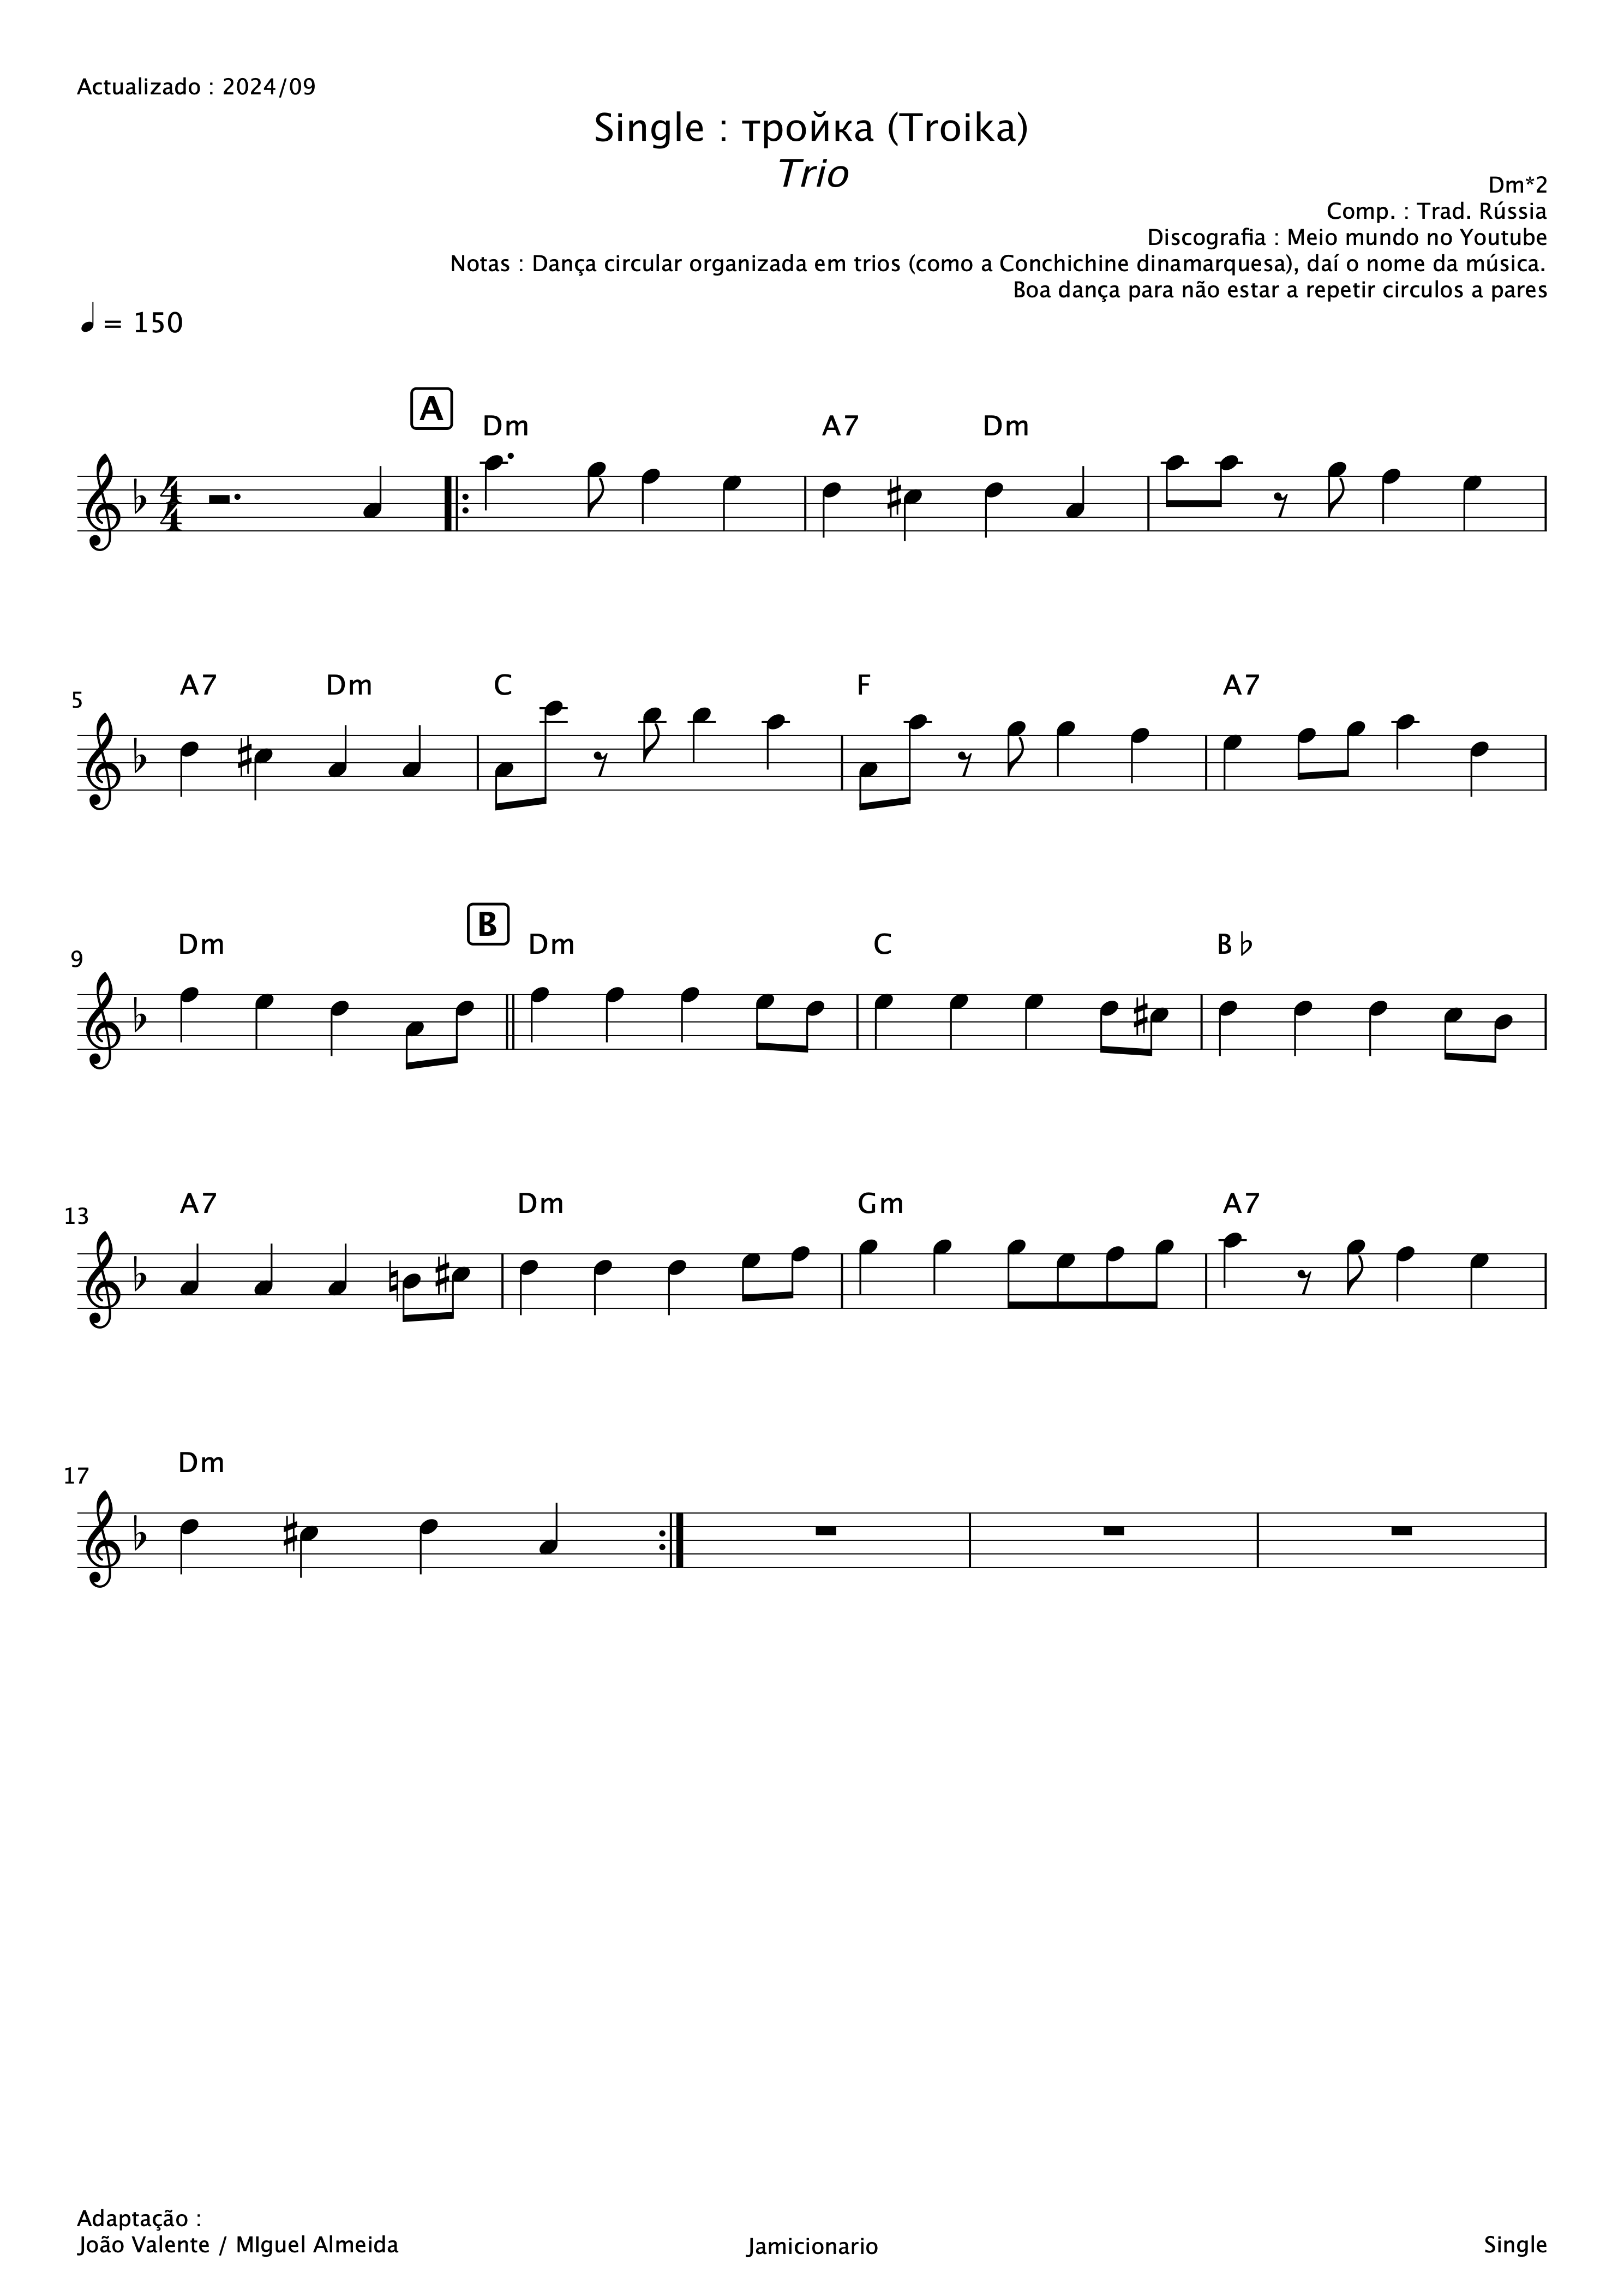 Actualizado : 2024/09
Single : тройка (Troika)
Trio
Dm*2
Comp. : Trad. Rússia
Discografia : Meio mundo no Youtube
Notas : Dança circular organizada em trios (como a Conchichine dinamarquesa), daí o nome da música.
Boa dança para não estar a repetir circulos a pares
♩ = 150
A
Dm A7 Dm
4
4
5
A7 Dm C F A7
9
B
Dm Dm C B♭
13
A7 Dm Gm A7
17
Dm
Adaptação :
João Valente / MIguel Almeida
Jamicionario
Single